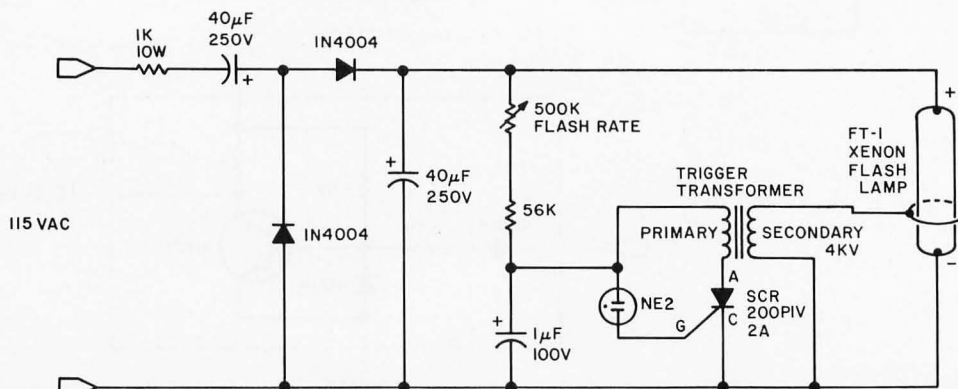 40μF
250V
1K
10W
+
1N4004
+
500K
FLASH RATE
FT-1
XENON
FLASH
LAMP
+
40μF
250V
TRIGGER
TRANSFORMER
115 VAC
1N4004
56K
PRIMARY
SECONDARY
4KV
–
A
NE2
SCR
200PIV
2A
G
C
+
1μF
100V